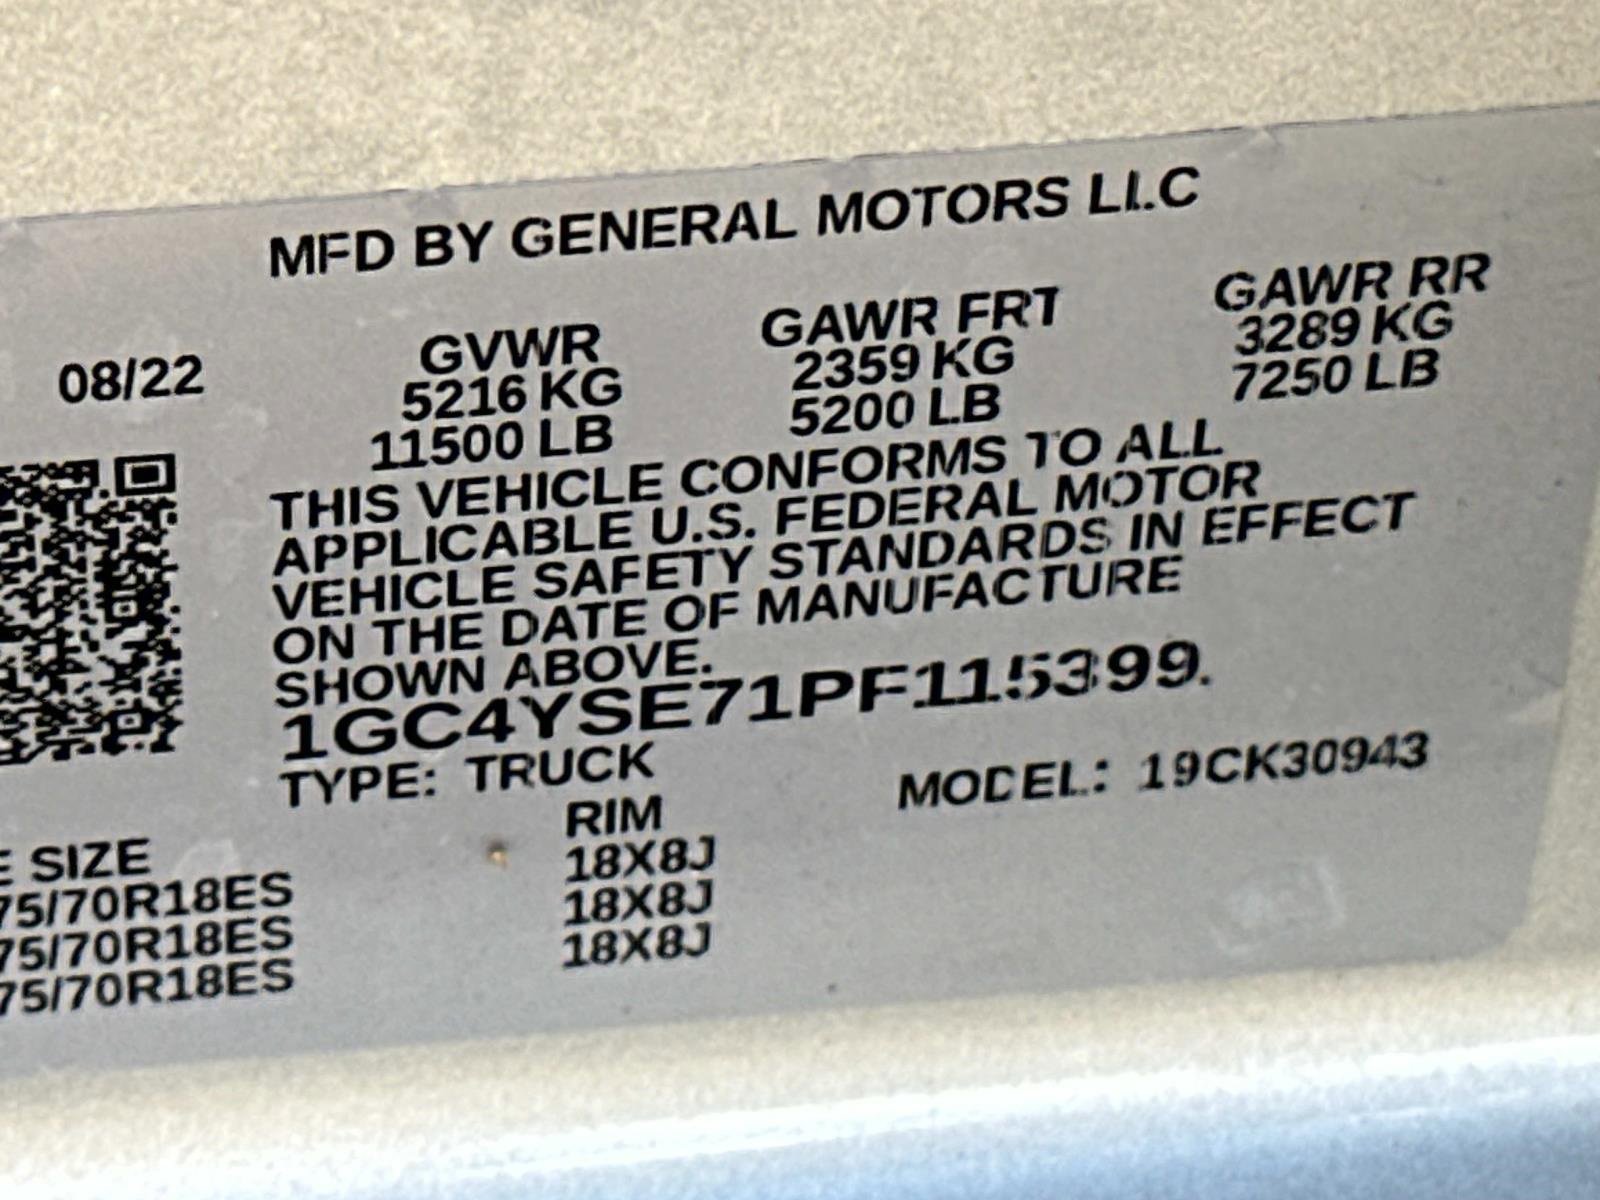 MFD BY GENERAL MOTORS LLC
08/22 GVWR GAWR FRT GAWR RR
5216 KG 2359 KG 3289 KG
11500 LB 5200 LB 7250 LB
THIS VEHICLE CONFORMS TO ALL
APPLICABLE U.S. FEDERAL MOTOR
VEHICLE SAFETY STANDARDS IN EFFECT
ON THE DATE OF MANUFACTURE
SHOWN ABOVE.
1GC4YSE71PF115399.
TYPE: TRUCK MODEL: 19CK30943
E SIZE RIM
75/70R18ES 18X8J
75/70R18ES 18X8J
75/70R18ES 18X8J